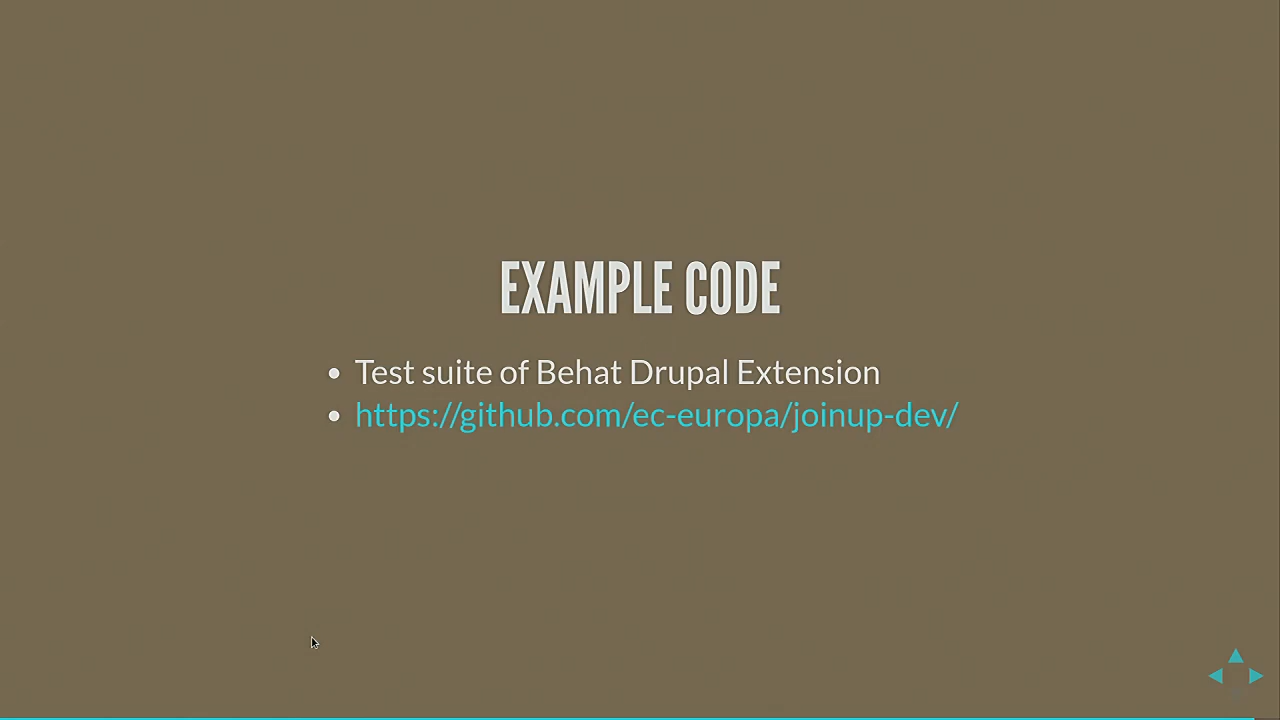 EXAMPLE CODE
Test suite of Behat Drupal Extension
https://github.com/ec-europa/joinup-dev/